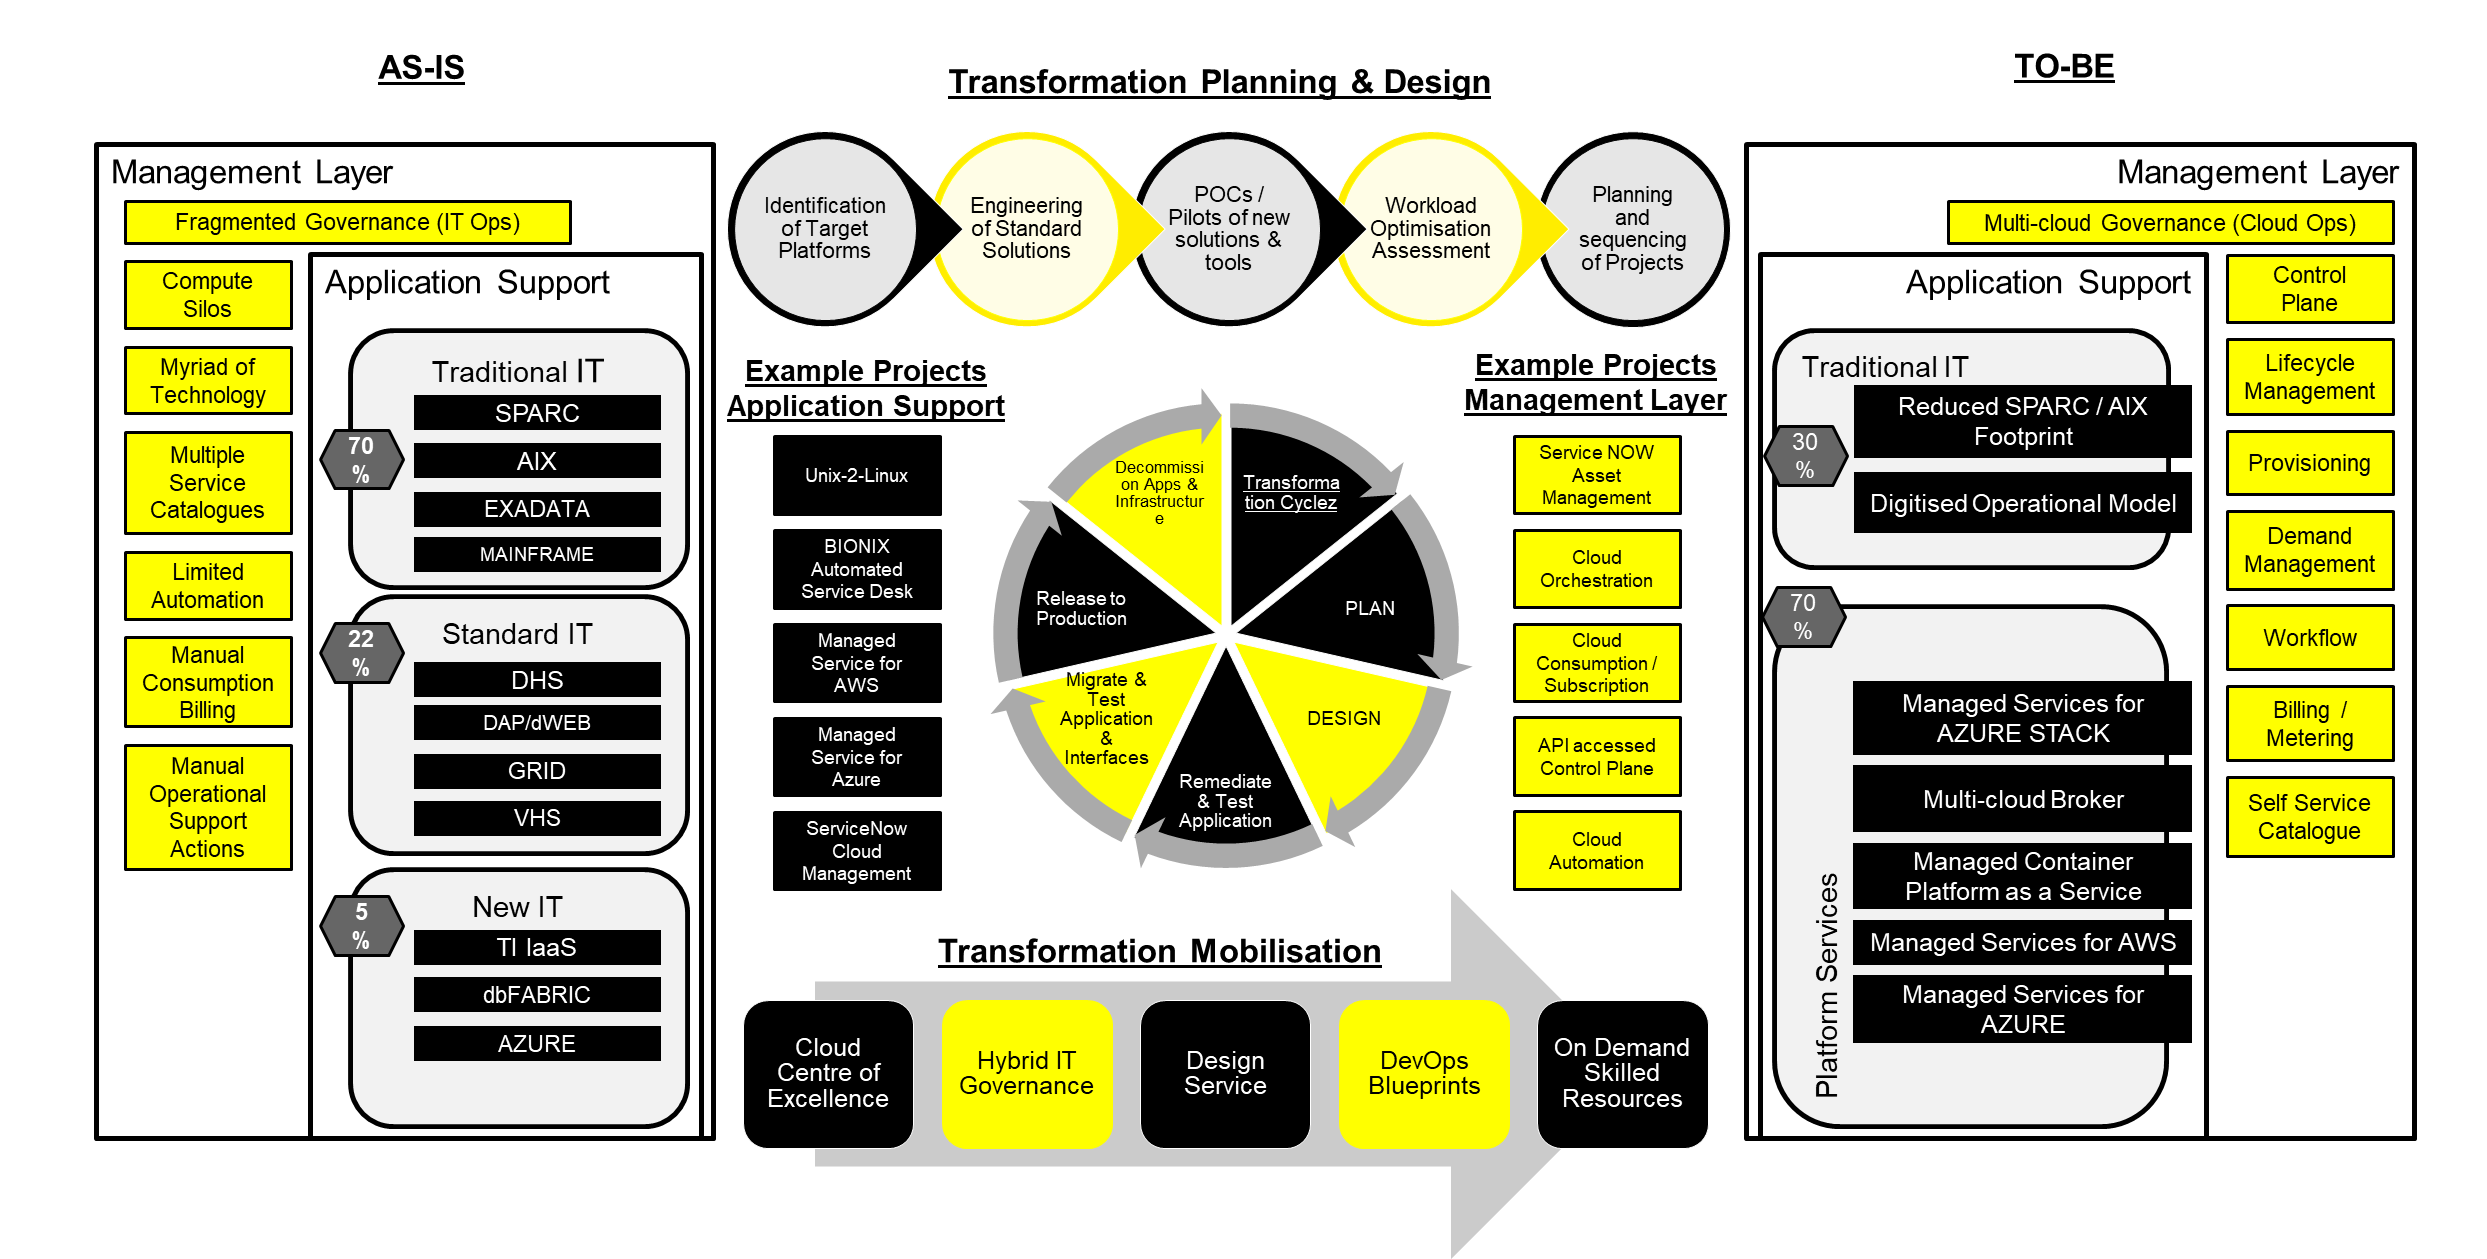 AS-IS
Management Layer
Fragmented Governance (IT Ops)
Compute
Silos
Myriad of
Technology
Multiple
Service
Catalogues
Limited
Automation
Manual
Consumption
Billing
Manual
Operational
Support
Actions
Application Support
Traditional IT
70
%
SPARC
AIX
EXADATA
MAINFRAME
Standard IT
22
%
DHS
DAP/dWEB
GRID
VHS
New IT
5
%
TI IaaS
dbFABRIC
AZURE
Transformation Planning & Design
Identification
of Target
Platforms
Engineering
of Standard
Solutions
POCs /
Pilots of new
solutions &
tools
Workload
Optimisation
Assessment
Planning
and
sequencing
of Projects
Example Projects
Application Support
Unix-2-Linux
BIONIX
Automated
Service Desk
Managed
Service for
AWS
Managed
Service for
Azure
ServiceNow
Cloud
Management
Transforma
tion Cyclez
PLAN
DESIGN
Remediate
& Test
Application
Migrate &
Test
Application
&
Interfaces
Release to
Production
Decommissi
on Apps &
Infrastructur
e
Example Projects
Management Layer
Service NOW
Asset
Management
Cloud
Orchestration
Cloud
Consumption /
Subscription
API accessed
Control Plane
Cloud
Automation
Transformation Mobilisation
Cloud
Centre of
Excellence
Hybrid IT
Governance
Design
Service
DevOps
Blueprints
On Demand
Skilled
Resources
TO-BE
Management Layer
Multi-cloud Governance (Cloud Ops)
Application Support
Traditional IT
30
%
Reduced SPARC / AIX
Footprint
Digitised Operational Model
70
%
Platform Services
Managed Services for
AZURE STACK
Multi-cloud Broker
Managed Container
Platform as a Service
Managed Services for AWS
Managed Services for
AZURE
Control
Plane
Lifecycle
Management
Provisioning
Demand
Management
Workflow
Billing /
Metering
Self Service
Catalogue